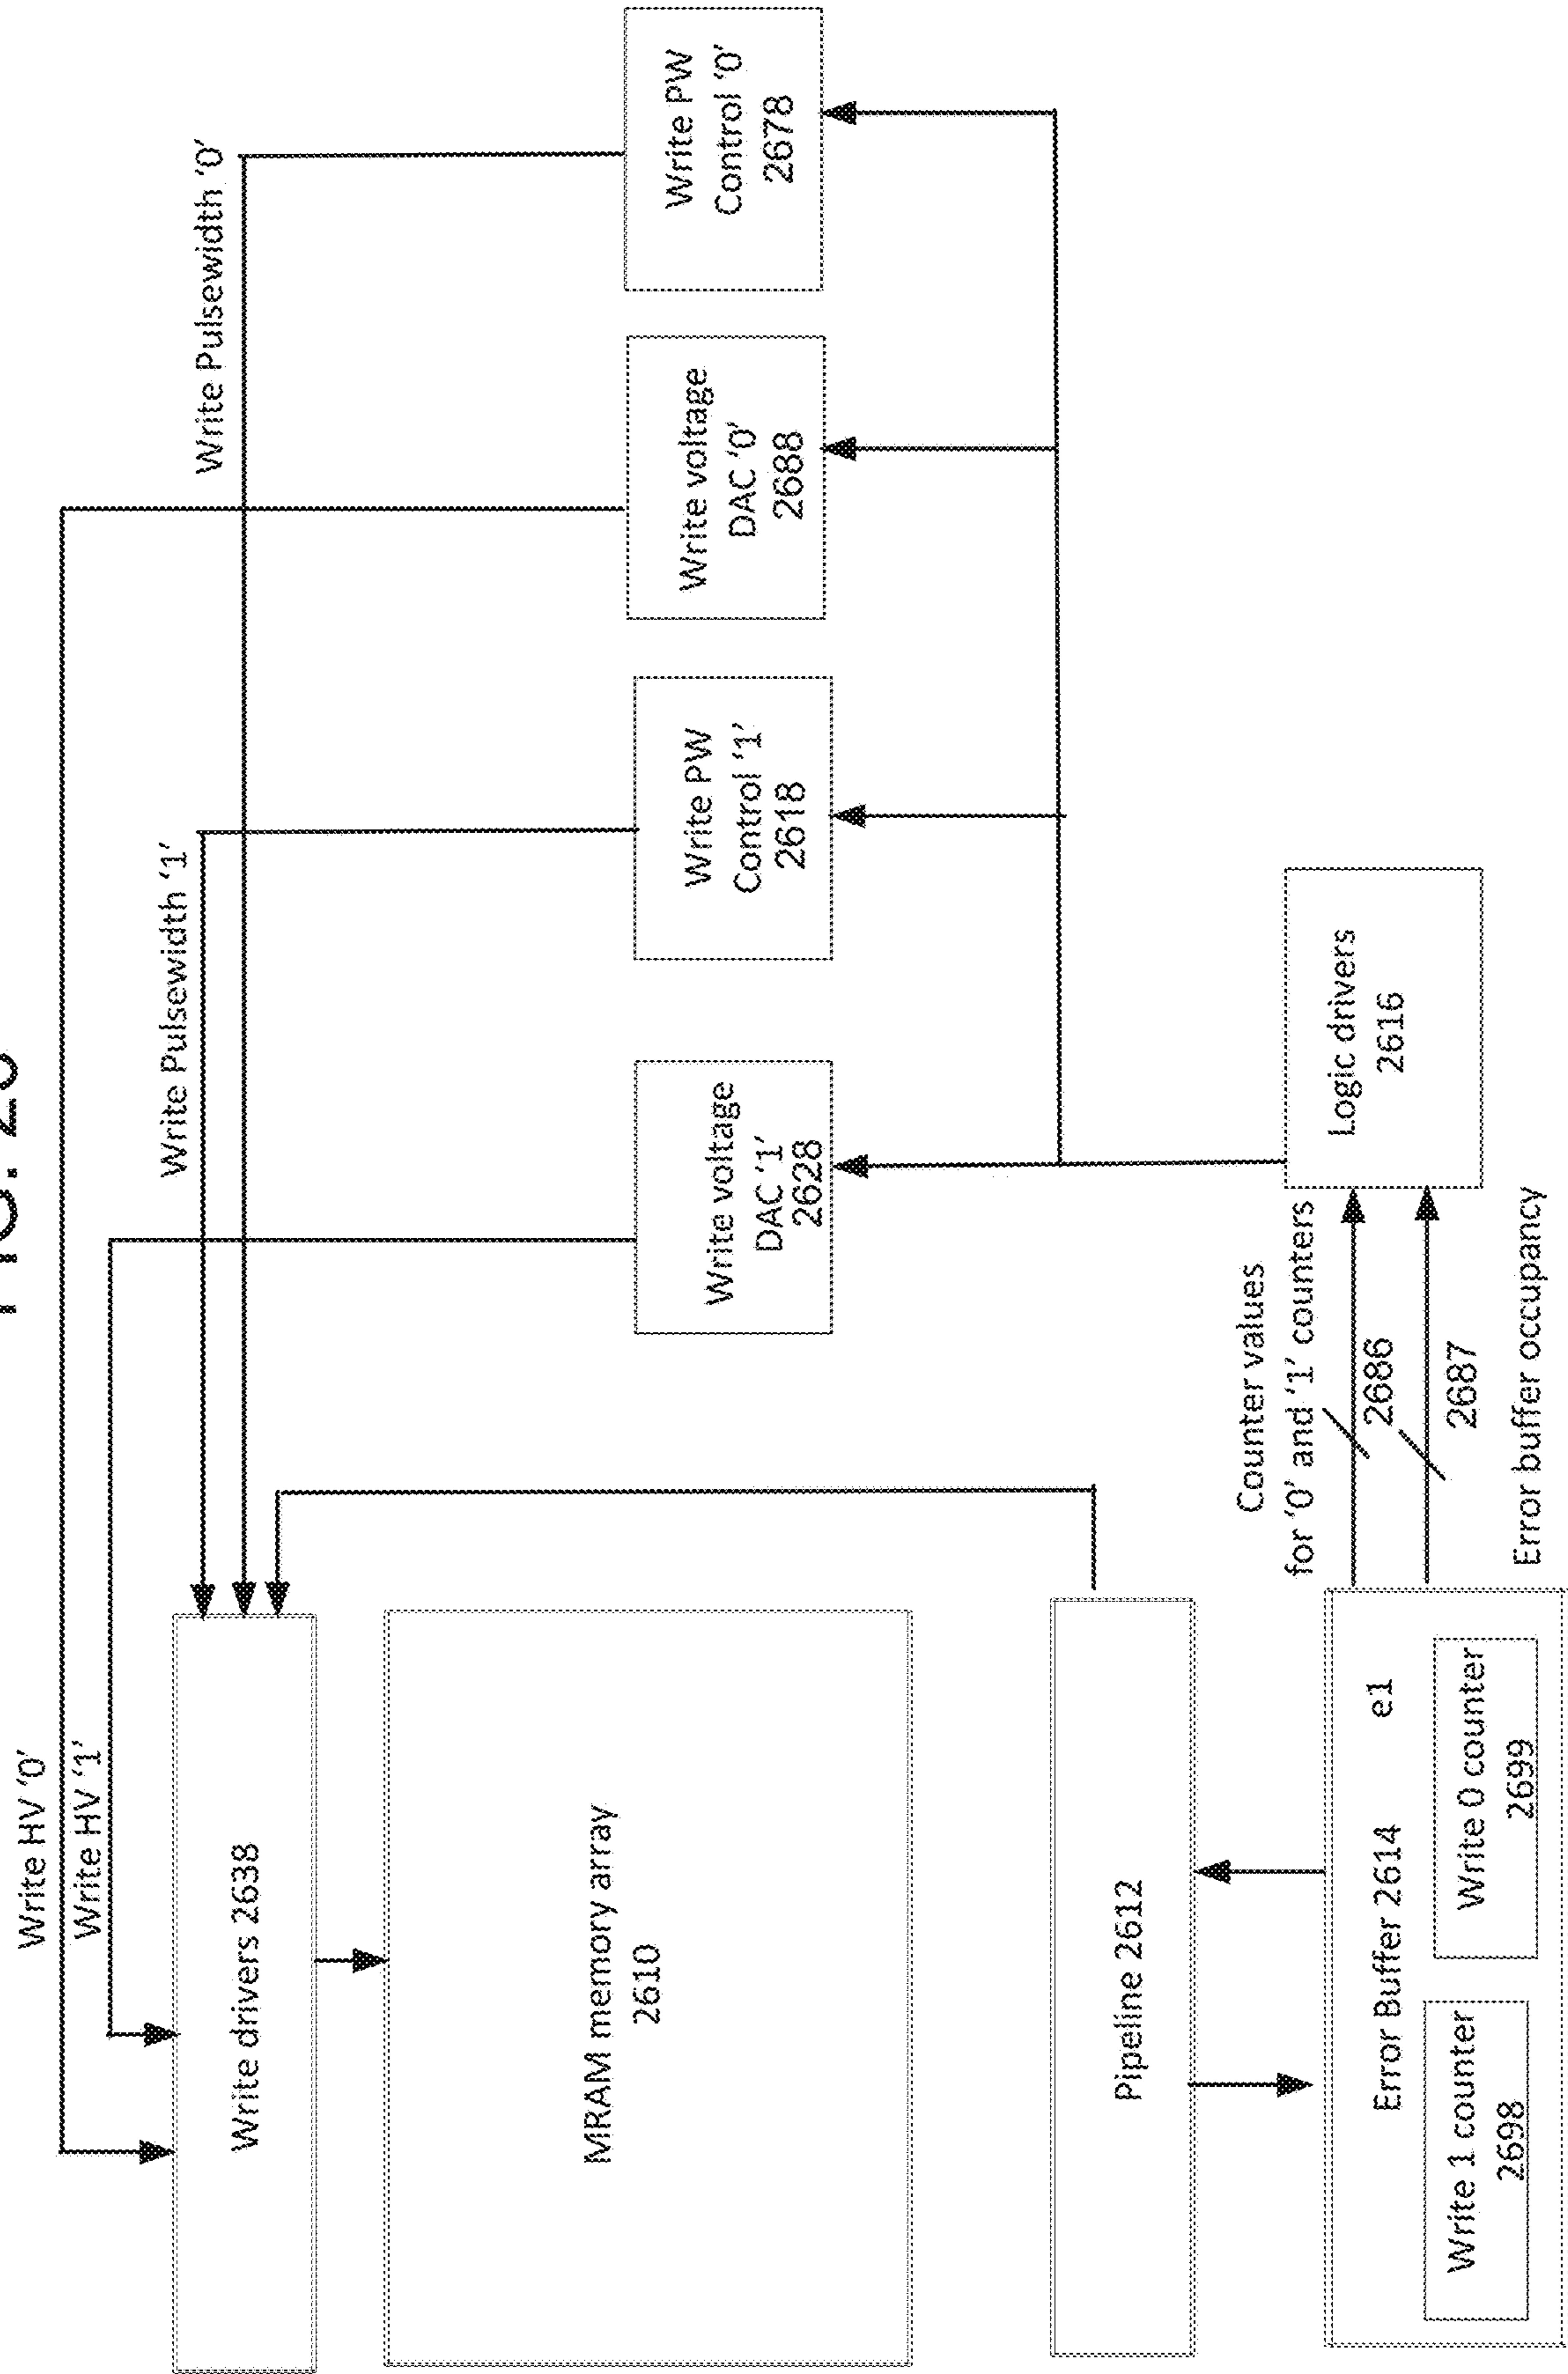 Write HV ‘0’
Write HV ‘1’
Write Pulsewidth ‘1’
Write Pulsewidth ‘0’
Write drivers 2638
MRAM memory array
2610
Write voltage
DAC ‘1’
2628
Write PW
Control ‘1’
2618
Write voltage
DAC ‘0’
2688
Write PW
Control ‘0’
2678
Pipeline 2612
Counter values
for ‘0’ and ‘1’ counters
2686
2687
Error buffer occupancy
Logic drivers
2616
Error Buffer 2614 e1
Write 1 counter
2698
Write 0 counter
2699